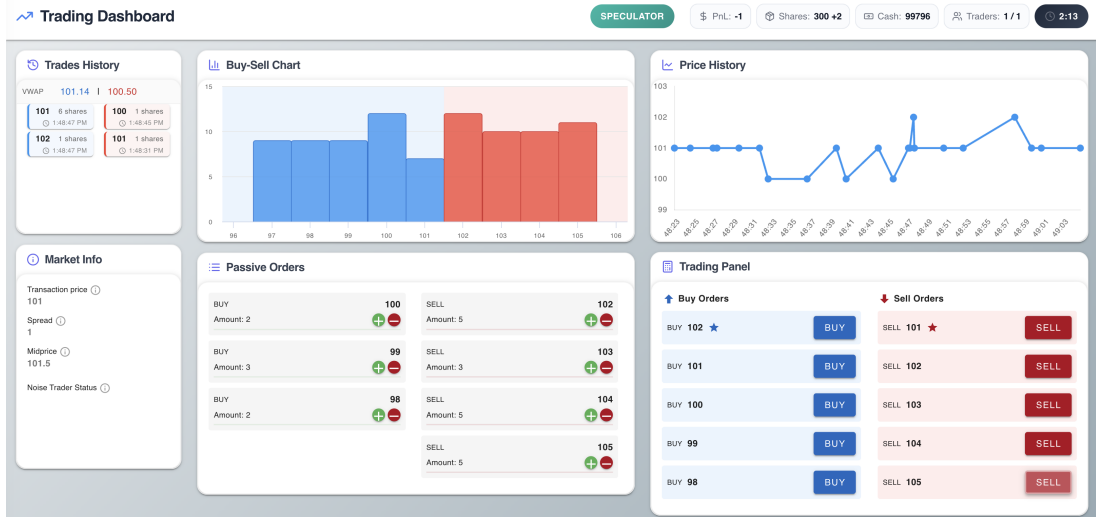 Trading Dashboard
SPECULATOR
$ PnL: -1
Shares: 300 +2
Cash: 99796
Traders: 1 / 1
2:13
Trades History
VWAP 101.14 | 100.50
101 6 shares
1:48:47 PM
100 1 shares
1:48:45 PM
102 1 shares
1:48:47 PM
101 1 shares
1:48:31 PM
Market Info
Transaction price
101
Spread
1
Midprice
101.5
Noise Trader Status
Buy-Sell Chart
15
10
5
0
96 97 98 99 100 101 102 103 104 105 106
Passive Orders
BUY 100
Amount: 2
BUY 99
Amount: 3
BUY 98
Amount: 2
SELL 102
Amount: 5
SELL 103
Amount: 3
SELL 104
Amount: 5
SELL 105
Amount: 5
Price History
103
102
101
100
99
48:23 48:25 48:27 48:29 48:31 48:33 48:35 48:37 48:39 48:41 48:43 48:45 48:47 48:49 48:51 48:53 48:55 48:57 48:59 49:01 49:03
Trading Panel
Buy Orders
BUY 102 BUY
BUY 101 BUY
BUY 100 BUY
BUY 99 BUY
BUY 98 BUY
Sell Orders
SELL 101 SELL
SELL 102 SELL
SELL 103 SELL
SELL 104 SELL
SELL 105 SELL